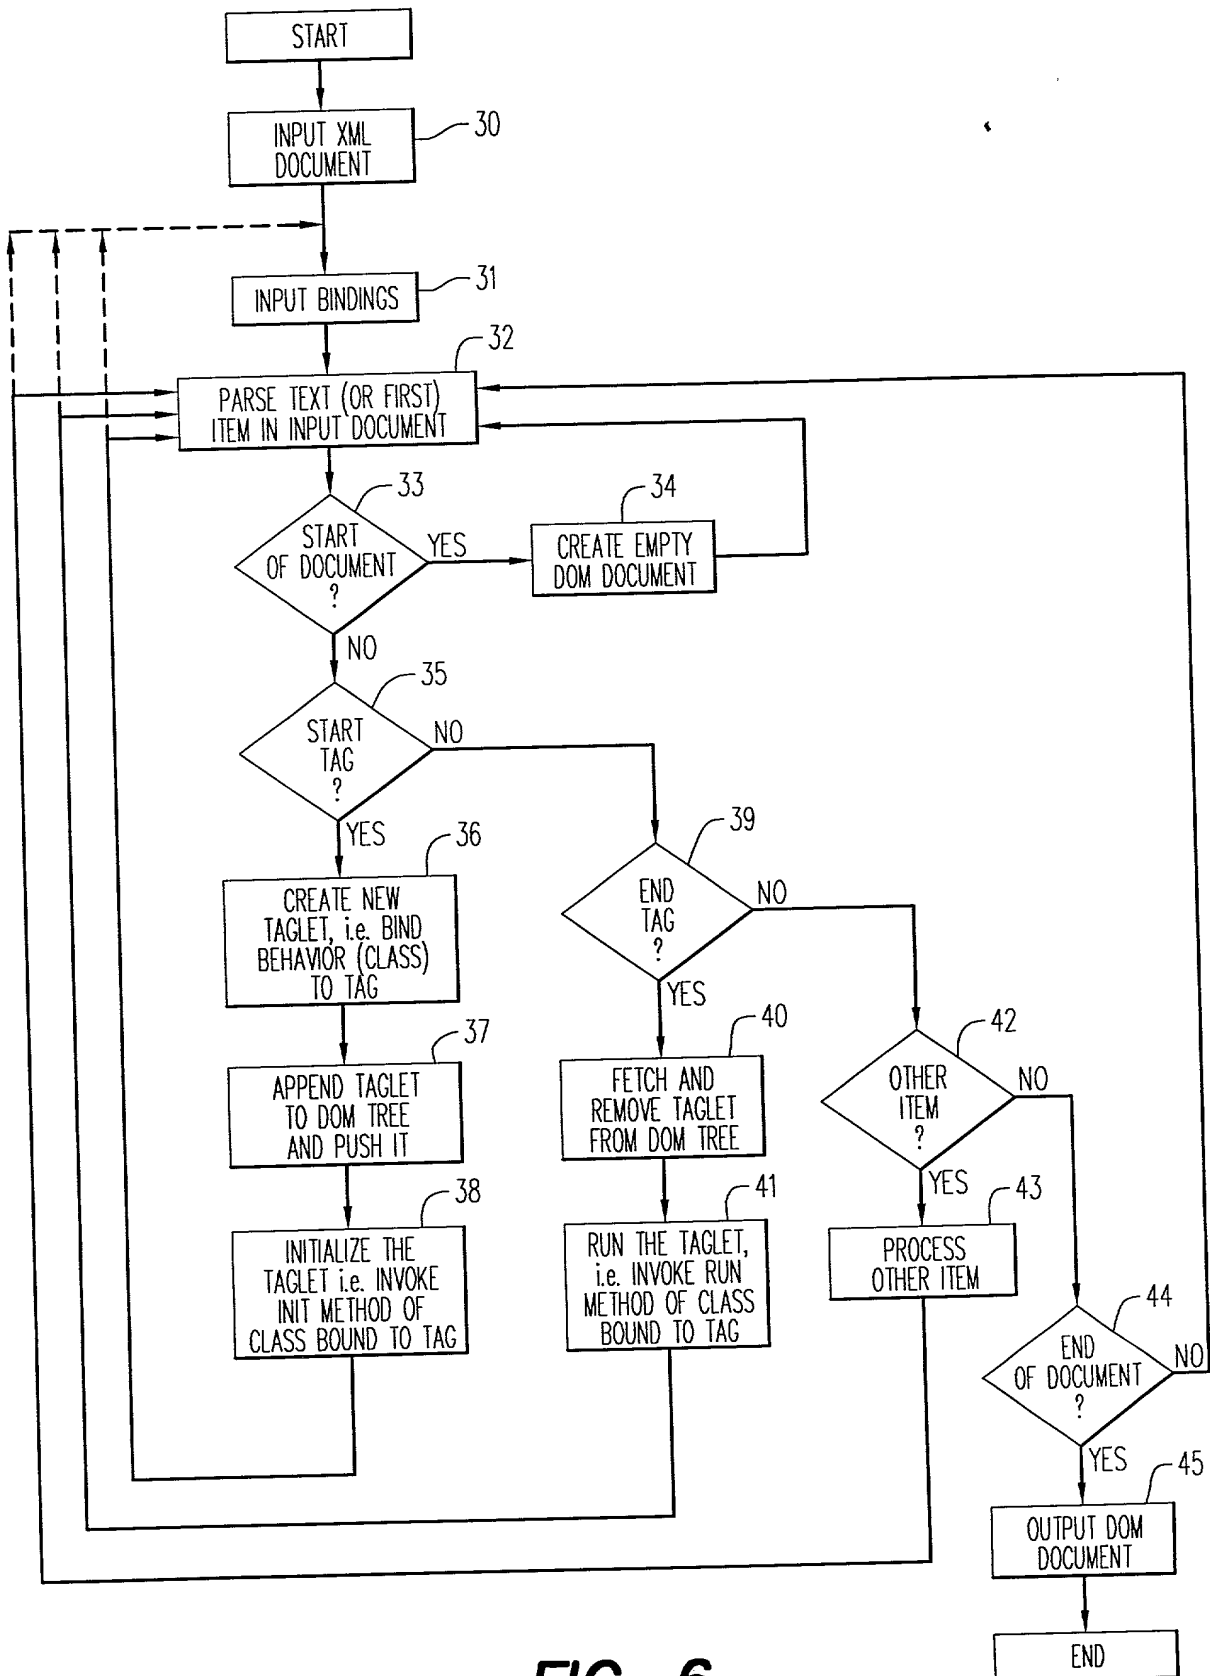 START
INPUT XML
DOCUMENT
30
INPUT BINDINGS
31
32
PARSE TEXT (OR FIRST)
ITEM IN INPUT DOCUMENT
33
START
OF DOCUMENT
?
YES
34
CREATE EMPTY
DOM DOCUMENT
NO
35
START
TAG
?
NO
YES
36
CREATE NEW
TAGLET, i.e. BIND
BEHAVIOR (CLASS)
TO TAG
37
APPEND TAGLET
TO DOM TREE
AND PUSH IT
38
INITIALIZE THE
TAGLET i.e. INVOKE
INIT METHOD OF
CLASS BOUND TO TAG
39
END
TAG
?
NO
YES
40
FETCH AND
REMOVE TAGLET
FROM DOM TREE
41
RUN THE TAGLET,
i.e. INVOKE RUN
METHOD OF CLASS
BOUND TO TAG
42
OTHER
ITEM
?
NO
YES
43
PROCESS
OTHER ITEM
44
END
OF DOCUMENT
?
NO
YES
45
OUTPUT DOM
DOCUMENT
END
FIG. 6